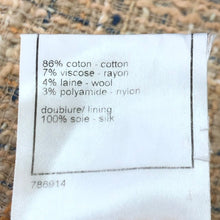 86% coton - cotton
7% viscose - rayon
4% laine - wool
3% polyamide - nylon
doublure/ lining
100% soie - silk
786914